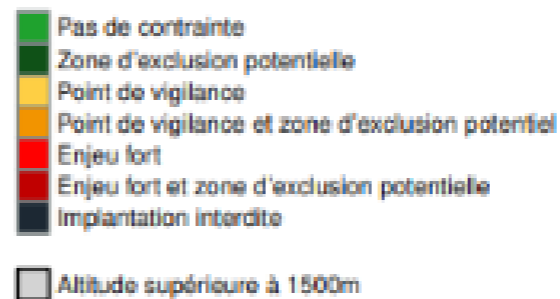 Pas de contrainte
Zone d'exclusion potentielle
Point de vigilance
Point de vigilance et zone d'exclusion potentiel
Enjeu fort
Enjeu fort et zone d'exclusion potentielle
Implantation interdite
Altitude supérieure à 1500m